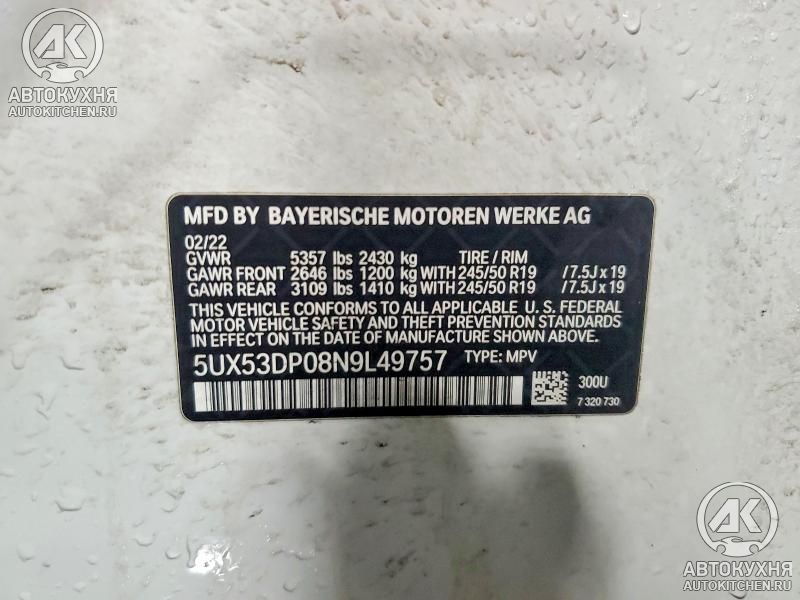 АК
АВТОКУХНЯ
AUTOKITCHEN.RU
MFD BY BAYERISCHE MOTOREN WERKE AG
02/22
GVWR 5357 lbs 2430 kg TIRE / RIM
GAWR FRONT 2646 lbs 1200 kg WITH 245/50 R19 /7.5J x 19
GAWR REAR 3109 lbs 1410 kg WITH 245/50 R19 /7.5J x 19
THIS VEHICLE CONFORMS TO ALL APPLICABLE U. S. FEDERAL
MOTOR VEHICLE SAFETY AND THEFT PREVENTION STANDARDS
IN EFFECT ON THE DATE OF MANUFACTURE SHOWN ABOVE.
5UX53DP08N9L49757 TYPE: MPV
300U
7 320 730
АК
АВТОКУХНЯ
AUTOKITCHEN.RU